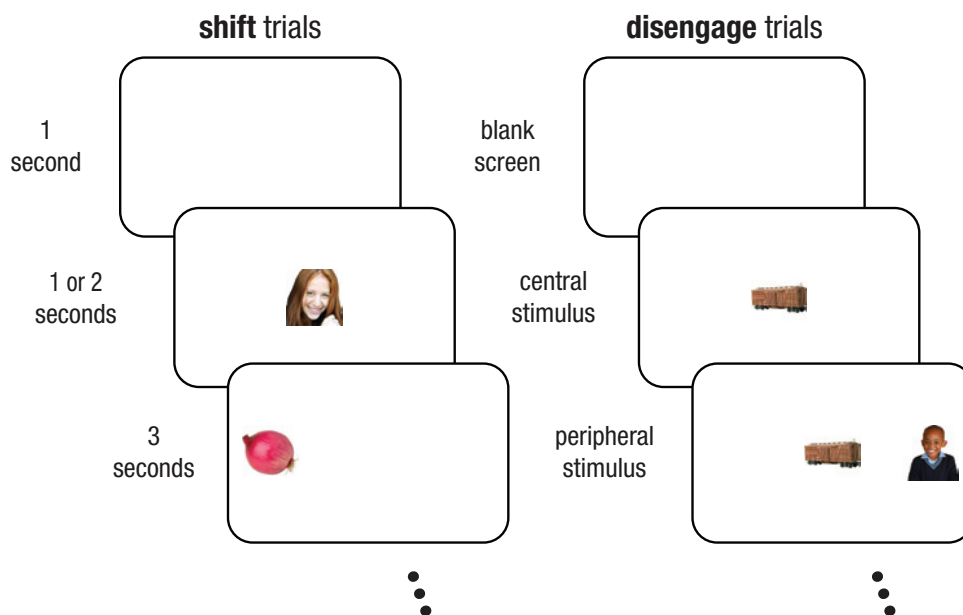 shift trials
disengage trials
1
second
blank
screen
1 or 2
seconds
central
stimulus
3
seconds
peripheral
stimulus